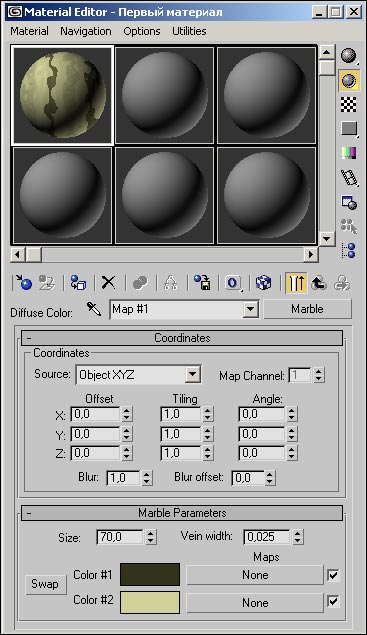 Material Editor - Первый материал
Material Navigation Options Utilities
Diffuse Color: Map #1 Marble
- Coordinates
Coordinates
Source: Object XYZ Map Channel: 1
Offset Tiling Angle:
X: 0,0 1,0 0,0
Y: 0,0 1,0 0,0
Z: 0,0 1,0 0,0
Blur: 1,0 Blur offset: 0,0
- Marble Parameters
Size: 70,0 Vein width: 0,025
Maps
Swap Color #1 None
Color #2 None